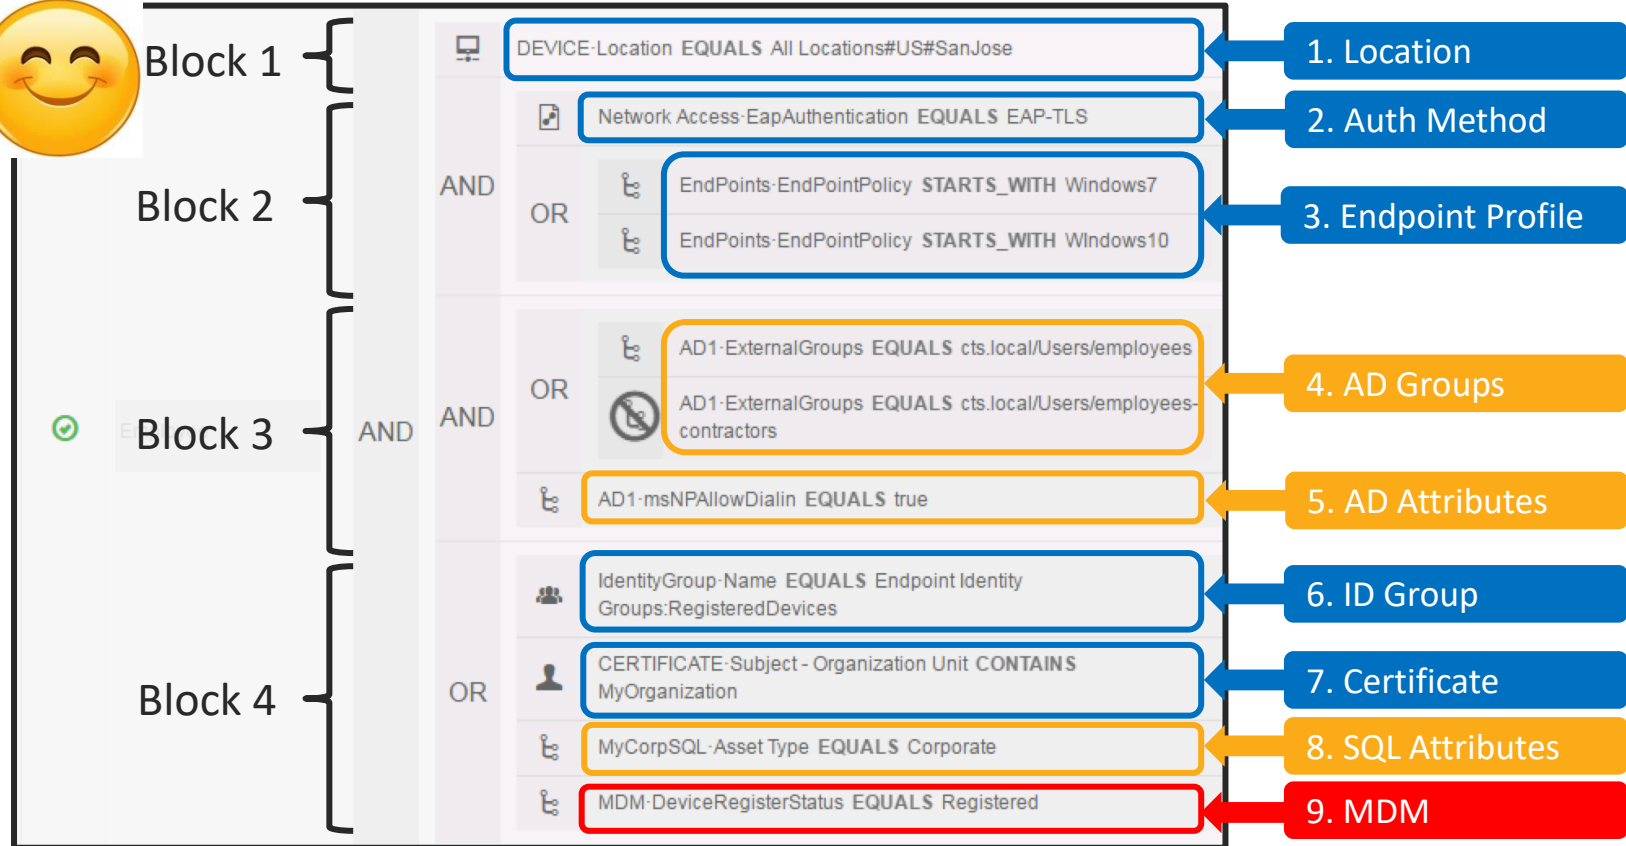 Block 1
DEVICE·Location EQUALS All Locations#US#SanJose
1. Location
Network Access·EapAuthentication EQUALS EAP-TLS
2. Auth Method
Block 2
AND
OR
EndPoints·EndPointPolicy STARTS_WITH Windows7
EndPoints·EndPointPolicy STARTS_WITH WIndows10
3. Endpoint Profile
Block 3
AND
AND
OR
AD1·ExternalGroups EQUALS cts.local/Users/employees
AD1·ExternalGroups EQUALS cts.local/Users/employees-
contractors
4. AD Groups
AD1·msNPAllowDialin EQUALS true
5. AD Attributes
Block 4
OR
IdentityGroup·Name EQUALS Endpoint Identity
Groups:RegisteredDevices
6. ID Group
CERTIFICATE·Subject - Organization Unit CONTAINS
MyOrganization
7. Certificate
MyCorpSQL·Asset Type EQUALS Corporate
8. SQL Attributes
MDM·DeviceRegisterStatus EQUALS Registered
9. MDM